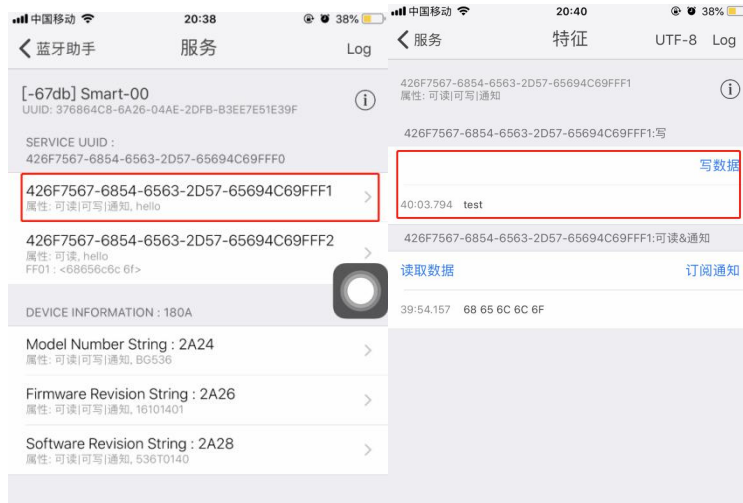 中国移动 20:38 38%
蓝牙助手 服务 Log
[-67db] Smart-00
UUID: 376864C8-6A26-04AE-2DFB-B3EE7E51E39F
SERVICE UUID :
426F7567-6854-6563-2D57-65694C69FFF0
426F7567-6854-6563-2D57-65694C69FFF1
属性: 可读|可写|通知, hello
426F7567-6854-6563-2D57-65694C69FFF2
属性: 可读, hello
FF01 : <68656c6c 6f>
DEVICE INFORMATION : 180A
Model Number String : 2A24
属性: 可读|可写|通知, BG536
Firmware Revision String : 2A26
属性: 可读|可写|通知, 16101401
Software Revision String : 2A28
属性: 可读|可写|通知, 536T0140
中国移动 20:40 38%
服务 特征 UTF-8 Log
426F7567-6854-6563-2D57-65694C69FFF1
属性: 可读|可写|通知
426F7567-6854-6563-2D57-65694C69FFF1:写
写数据
40:03.794 test
426F7567-6854-6563-2D57-65694C69FFF1:可读&通知
读取数据 订阅通知
39:54.157 68 65 6C 6C 6F